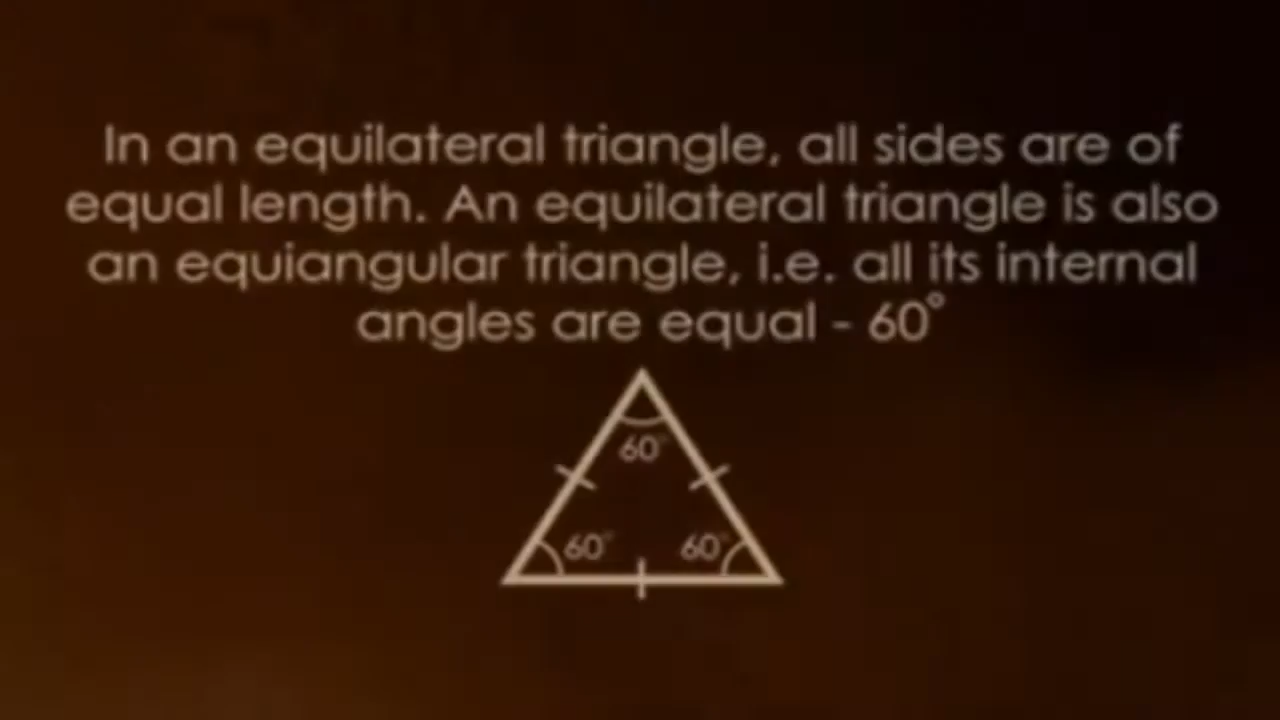 In an equilateral triangle, all sides are of
equal length. An equilateral triangle is also
an equiangular triangle, i.e. all its internal
angles are equal - 60°
60°
60° 60°